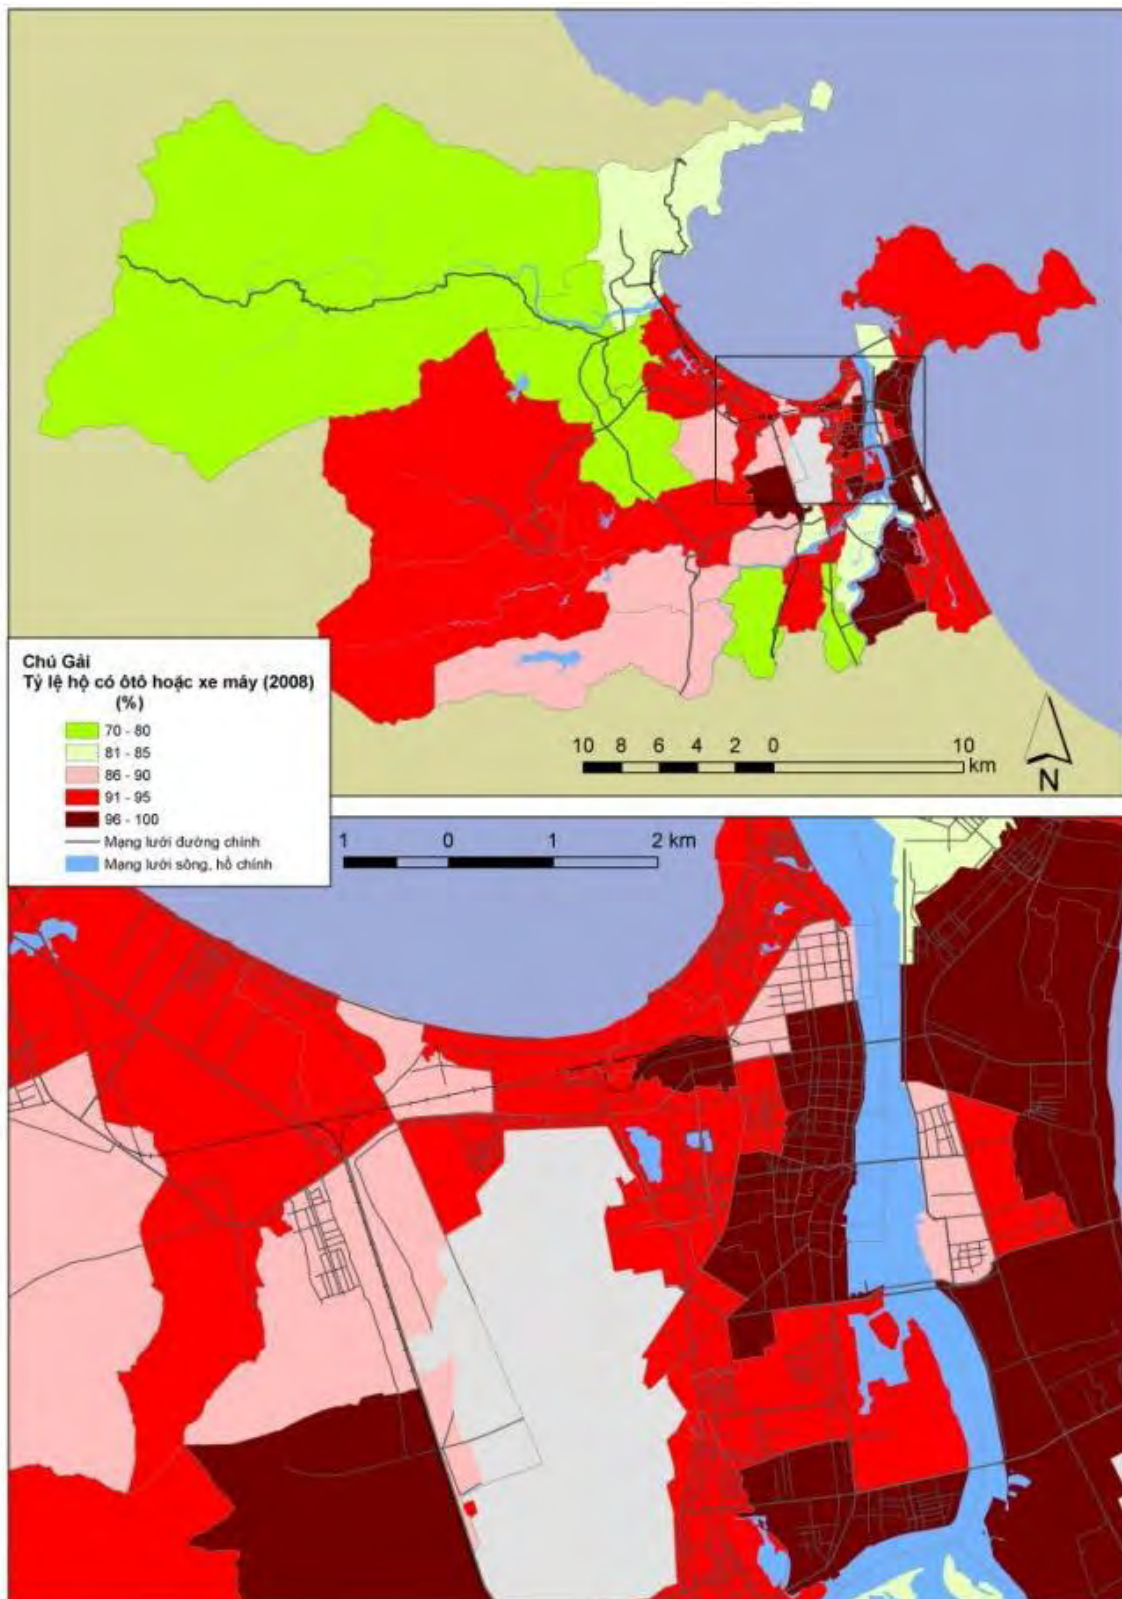 Chú Gải
Tỷ lệ hộ có ôtô hoặc xe máy (2008)
(%)
70 - 80
81 - 85
86 - 90
91 - 95
96 - 100
Mạng lưới đường chính
Mạng lưới sông, hồ chính
10 8 6 4 2 0 10
km
N
1 0 1 2 km